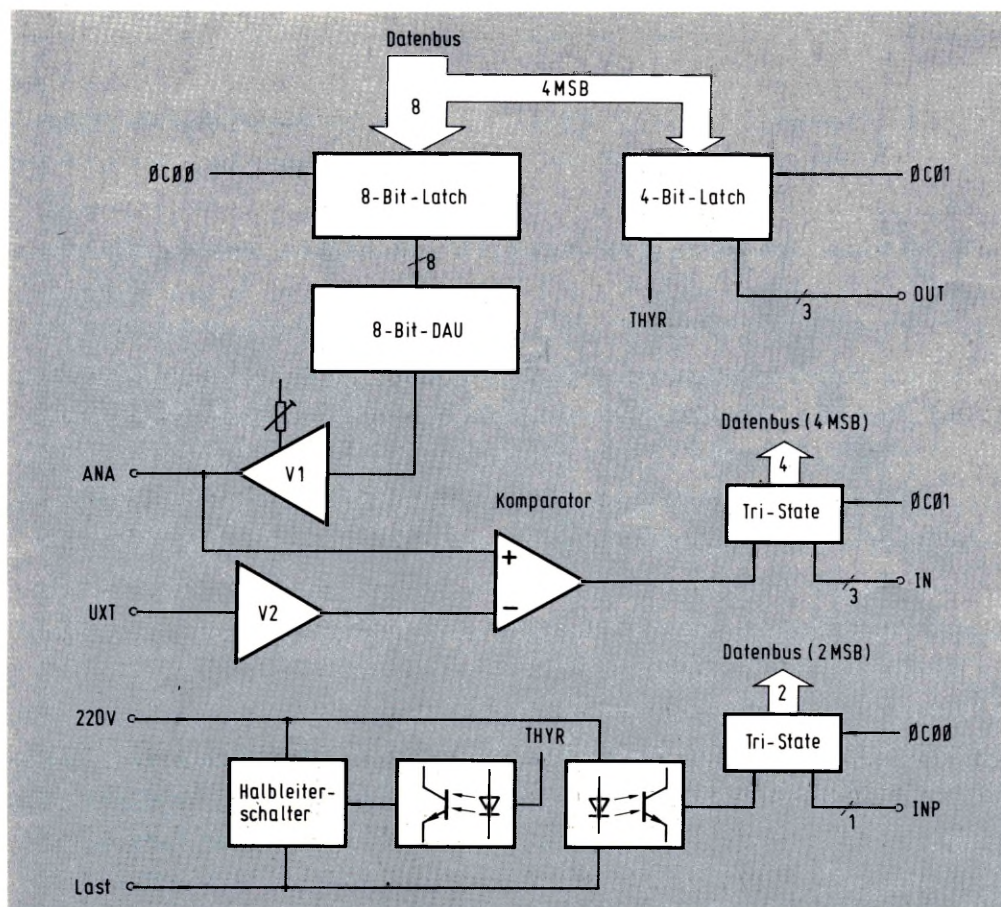 Datenbus
4MSB
8
ØC00
8-Bit-Latch
4-Bit-Latch
ØCØ1
8
8-Bit-DAU
THYR
3
OUT
ANA
V1
Datenbus (4MSB)
4
Komparator
Tri-State
ØCØ1
+
-
3
IN
UXT
V2
Datenbus (2MSB)
2
220V
THYR
Tri-State
ØCØØ
Halbleiter-
schalter
1
INP
Last